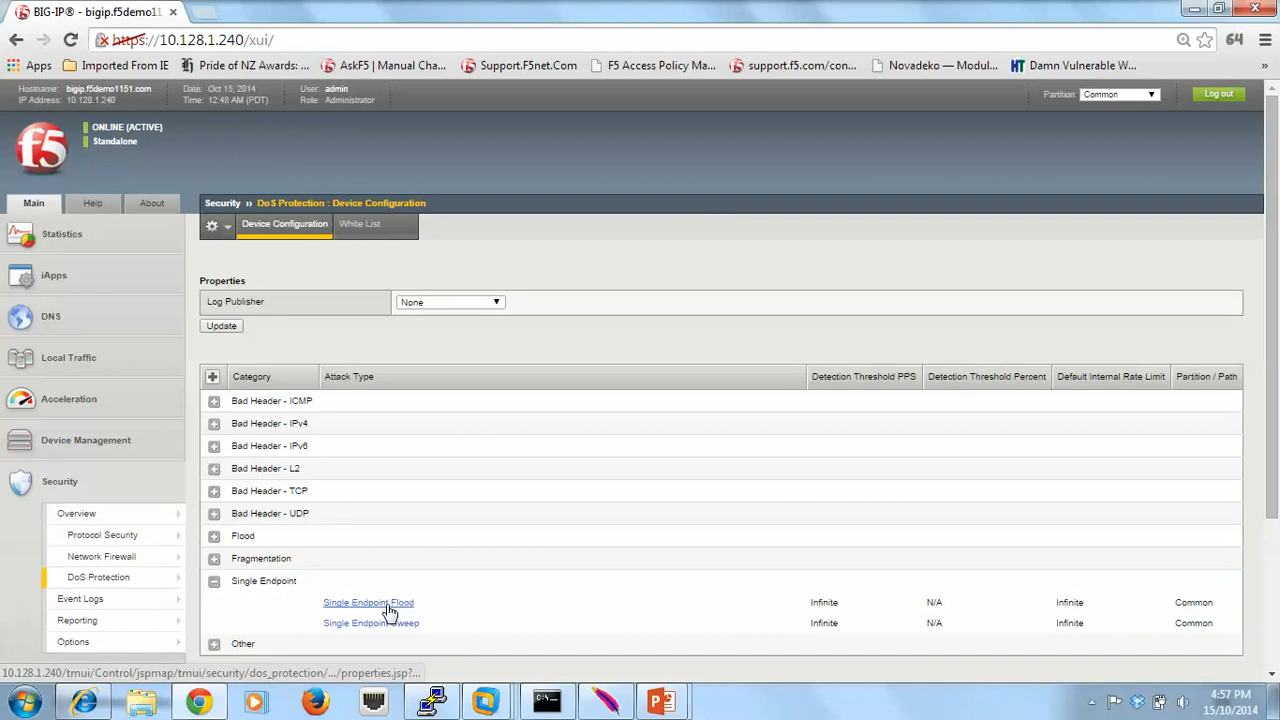 BIG-IP® - bigip.f5demo11
https://10.128.1.240/xui/
64
Apps
Imported From IE
Pride of NZ Awards: ...
AskF5 | Manual Cha...
Support.F5net.Com
F5 Access Policy Ma...
support.f5.com/con...
Novadeko — Modul...
Damn Vulnerable W...
»
Hostname: bigip.f5demo1151.com
Date: Oct 15, 2014
User: admin
IP Address: 10.128.1.240
Time: 12:48 AM (PDT)
Role: Administrator
Partition: Common
Log out
f5
ONLINE (ACTIVE)
Standalone
Main
Help
About
Security ›› DoS Protection : Device Configuration
Device Configuration
White List
Statistics
iApps
DNS
Local Traffic
Acceleration
Device Management
Security
Overview
Protocol Security
Network Firewall
DoS Protection
Event Logs
Reporting
Options
Properties
Log Publisher
None
Update
Category
Attack Type
Detection Threshold PPS
Detection Threshold Percent
Default Internal Rate Limit
Partition / Path
Bad Header - ICMP
Bad Header - IPv4
Bad Header - IPv6
Bad Header - L2
Bad Header - TCP
Bad Header - UDP
Flood
Fragmentation
Single Endpoint
Single Endpoint Flood
Infinite
N/A
Infinite
Common
Single Endpoint Sweep
Infinite
N/A
Infinite
Common
Other
10.128.1.240/tmui/Control/jspmap/tmui/security/dos_protection/.../properties.jsp?...
4:57 PM
15/10/2014